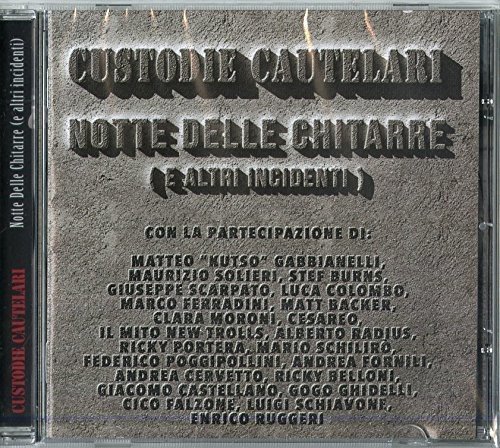 CUSTODIE CAUTELARI
Notte Delle Chitarre (e altri incidenti)
CUSTODIE CAUTELARI
NOTTE DELLE CHITARRE
(E ALTRI INCIDENTI)
CON LA PARTECIPAZIONE DI:
MATTEO "NUTSO" GABBIANELLI,
MAURIZIO SOLIERI, STEF BURNS,
GIUSEPPE SCARPATO, LUCA COLOMBO,
MARCO FERRADINI, MATT BACKER,
CLARA MORONI, CESAREO
IL MITO NEW TROLLS, ALBERTO RADIUS,
RICKY PORTERA, MARIO SCHILIRO,
FEDERICO POGGIPOLLINI, ANDREA FORNILI,
ANDREA CERVETTO, RICKY BELLONI,
GIACOMO CASTELLANO, GOGO GHIDELLI,
CICO FALZONE, LUIGI SCHIAVONE,
ENRICO RUGGERI